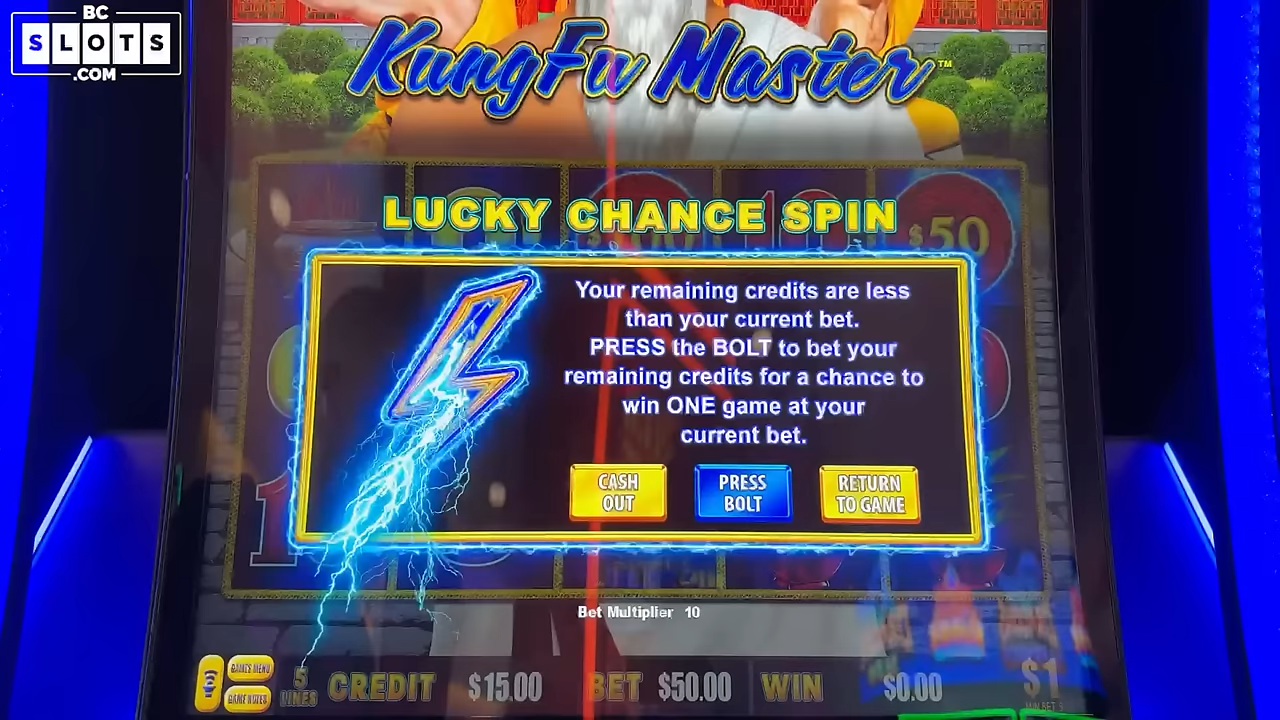 BC
SLOTS
.COM
KungFu Master™
LUCKY CHANCE SPIN
$50
Your remaining credits are less
than your current bet.
PRESS the BOLT to bet your
remaining credits for a chance to
win ONE game at your
current bet.
CASH
OUT
PRESS
BOLT
RETURN
TO GAME
Bet Multiplier 10
GAMES MENU
GAME NOTES
5
LINES
CREDIT $15.00 BET $50.00 WIN $0.00
$1